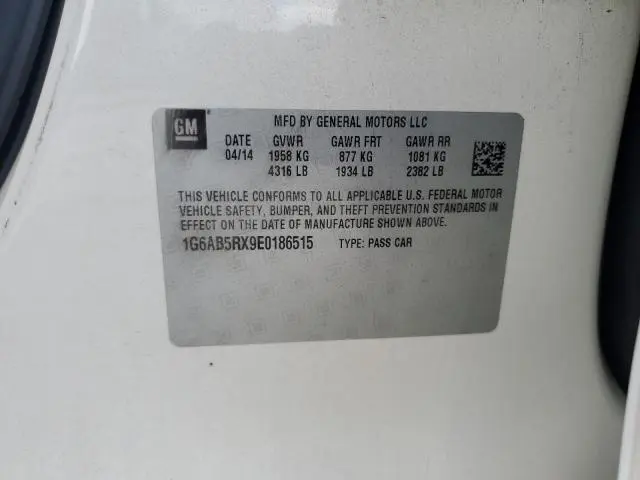 GM
MFD BY GENERAL MOTORS LLC
DATE GVWR GAWR FRT GAWR RR
04/14 1958 KG 877 KG 1081 KG
4316 LB 1934 LB 2382 LB
THIS VEHICLE CONFORMS TO ALL APPLICABLE U.S. FEDERAL MOTOR
VEHICLE SAFETY, BUMPER, AND THEFT PREVENTION STANDARDS IN
EFFECT ON THE DATE OF MANUFACTURE SHOWN ABOVE.
1G6AB5RX9E0186515 TYPE: PASS CAR